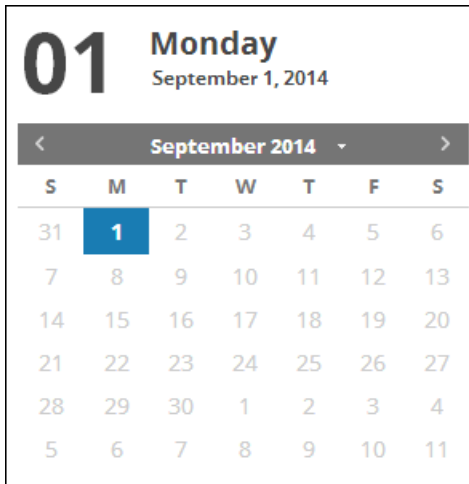 01
Monday
September 1, 2014
September 2014
S M T W T F S
31 1 2 3 4 5 6
7 8 9 10 11 12 13
14 15 16 17 18 19 20
21 22 23 24 25 26 27
28 29 30 1 2 3 4
5 6 7 8 9 10 11